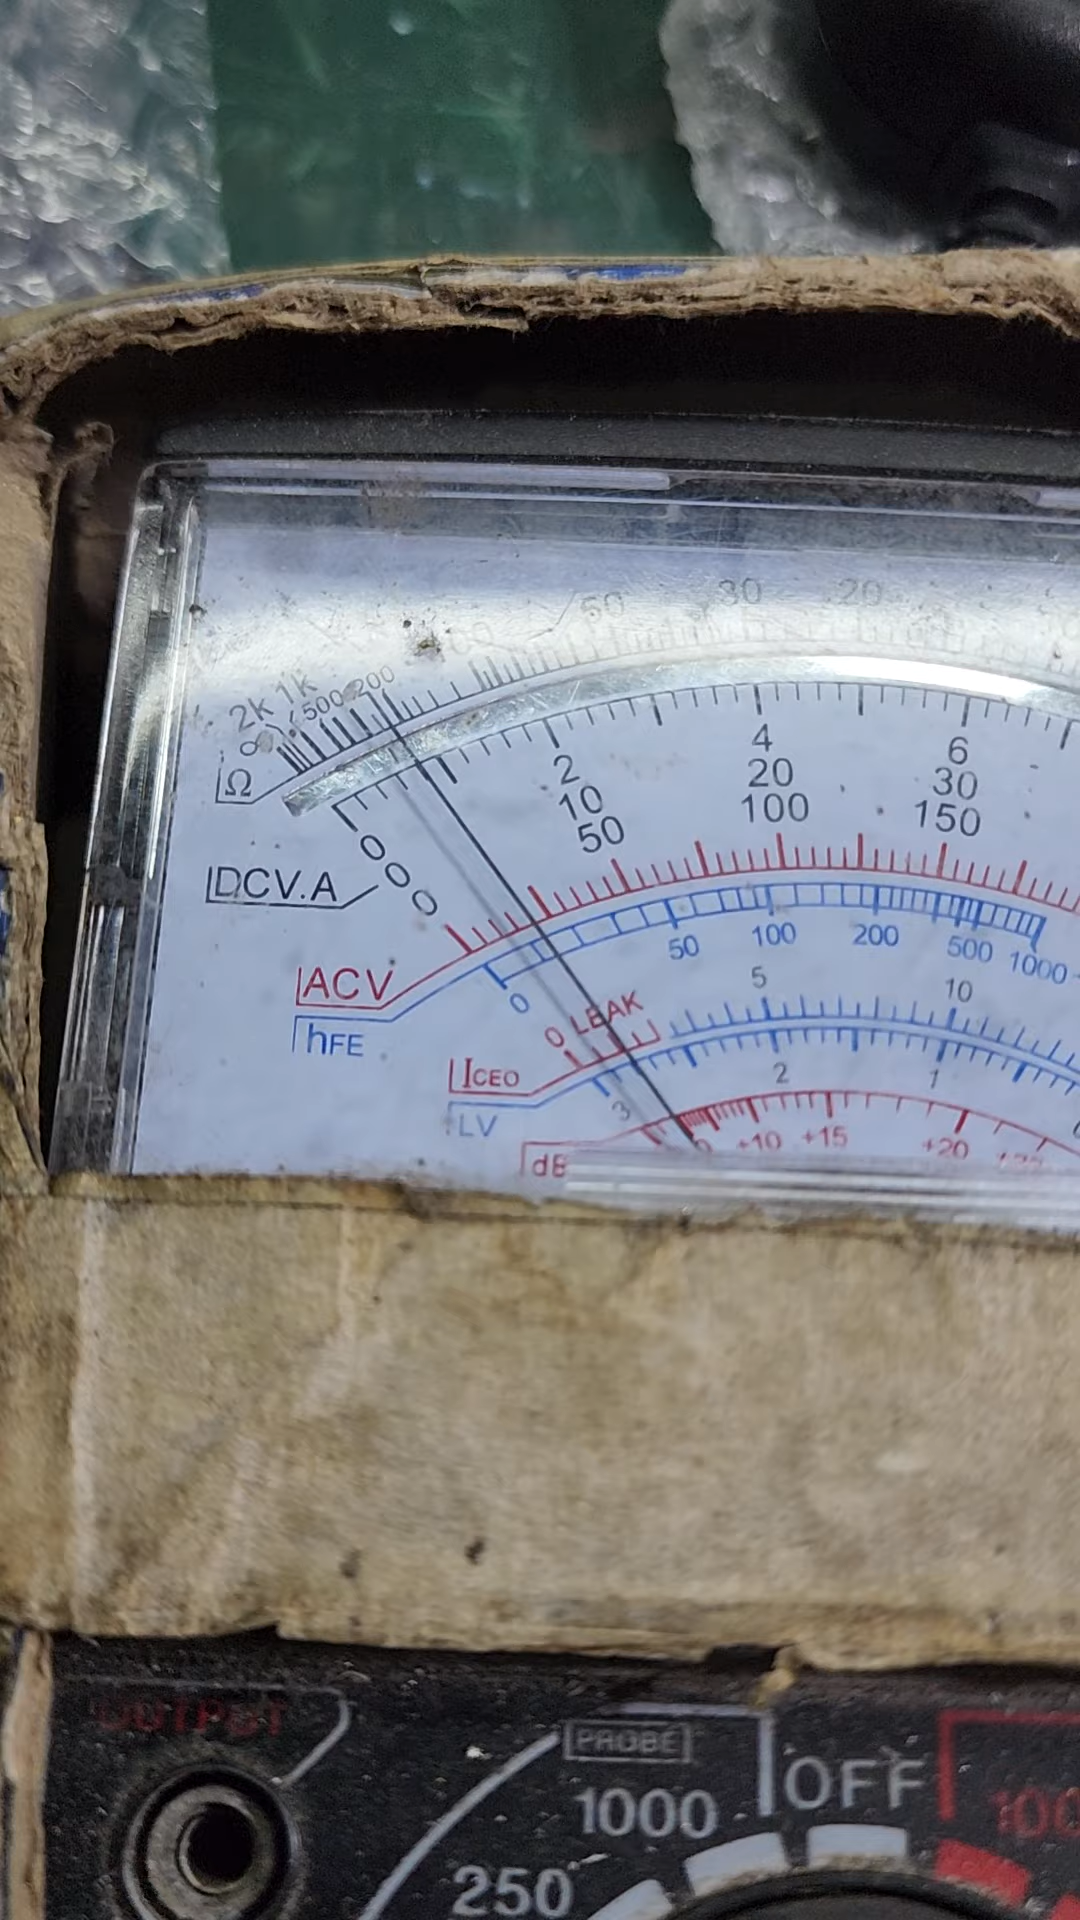 50 30 20
2k 1k 500 200
∞
Ω
2 4 6
10 20 30
50 100 150
DCV.A
0
0
0
ACV
hFE
0 50 100 200 500 1000
0 LEAK 5 10
ICEO
LV
3 2 1
dB
0 +10 +15 +20
OUTPUT
PROBE
1000
OFF
250